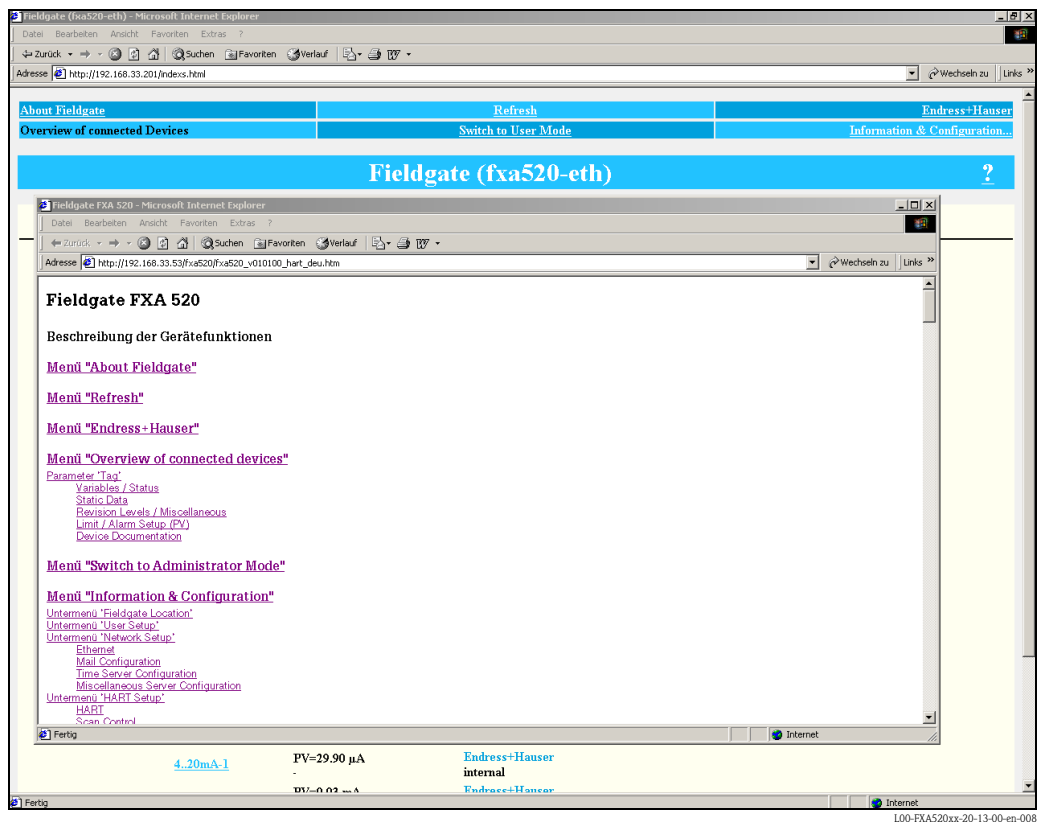 Fieldgate (fxa520-eth) - Microsoft Internet Explorer
Datei Bearbeiten Ansicht Favoriten Extras ?
Zurück Suchen Favoriten Verlauf
Adresse http://192.168.33.201/indexs.html Wechseln zu Links »
About Fieldgate Refresh Endress+Hauser
Overview of connected Devices Switch to User Mode Information & Configuration...
Fieldgate (fxa520-eth) ?
Fieldgate FXA 520 - Microsoft Internet Explorer
Datei Bearbeiten Ansicht Favoriten Extras ?
Zurück Suchen Favoriten Verlauf
Adresse http://192.168.33.53/fxa520/fxa520_v010100_hart_deu.htm Wechseln zu Links »
Fieldgate FXA 520
Beschreibung der Gerätefunktionen
Menü "About Fieldgate"
Menü "Refresh"
Menü "Endress+Hauser"
Menü "Overview of connected devices"
Parameter "Tag"
Variables / Status
Static Data
Revision Levels / Miscellaneous
Limit / Alarm Setup (PV)
Device Documentation
Menü "Switch to Administrator Mode"
Menü "Information & Configuration"
Untermenü "Fieldgate Location"
Untermenü "User Setup"
Untermenü "Network Setup"
Ethernet
Mail Configuration
Time Server Configuration
Miscellaneous Server Configuration
Untermenü "HART Setup"
HART
Scan Control
Fertig Internet
4..20mA-1 PV=29.90 µA Endress+Hauser
- internal
PV=0.03 mA Endress+Hauser
Fertig Internet
L00-FXA520xx-20-13-00-en-008